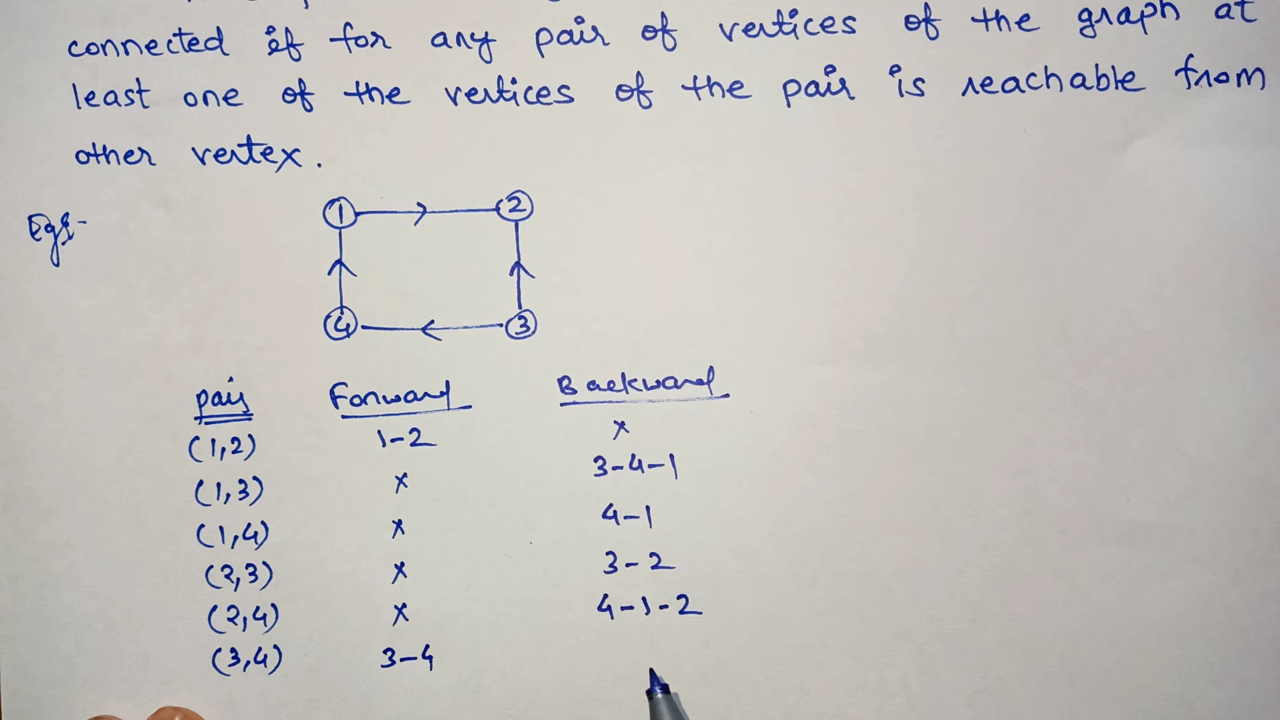 connected if for any pair of vertices of the graph at
least one of the vertices of the pair is reachable from
other vertex.
Eg:-
1 2
4 3
pair Forward Backward
(1,2) 1-2 x
(1,3) x 3-4-1
(1,4) x 4-1
(2,3) x 3-2
(2,4) x 4-1-2
(3,4) 3-4